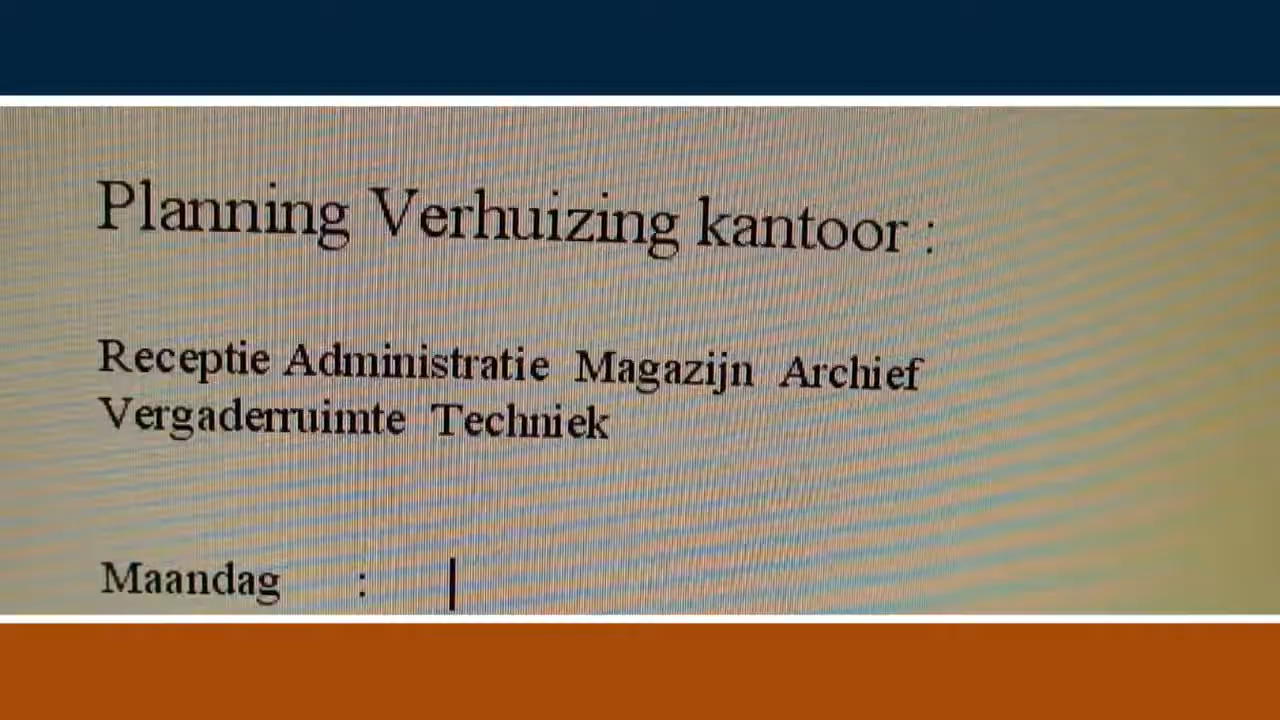 Planning Verhuizing kantoor :
Receptie Administratie Magazijn Archief
Vergaderruimte Techniek
Maandag :